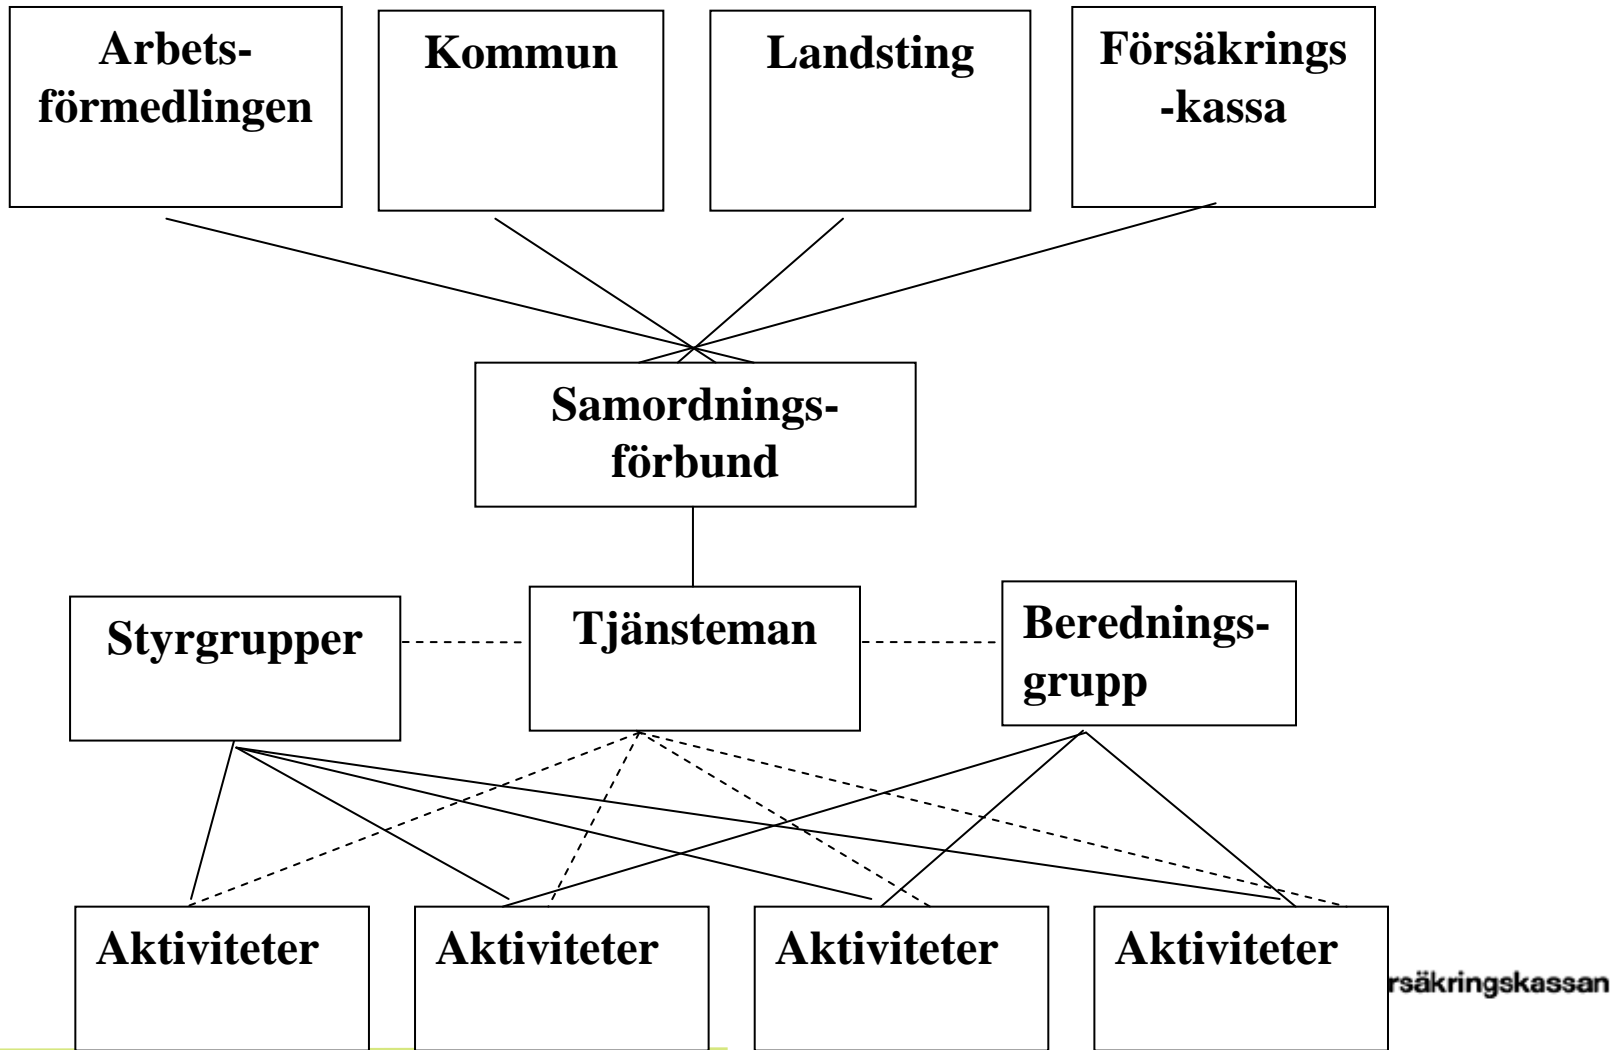 Arbets-
förmedlingen
Kommun
Landsting
Försäkrings
-kassa
Samordnings-
förbund
Styrgrupper
Tjänsteman
Berednings-
grupp
Aktiviteter
Aktiviteter
Aktiviteter
Aktiviteter
rsäkringskassan